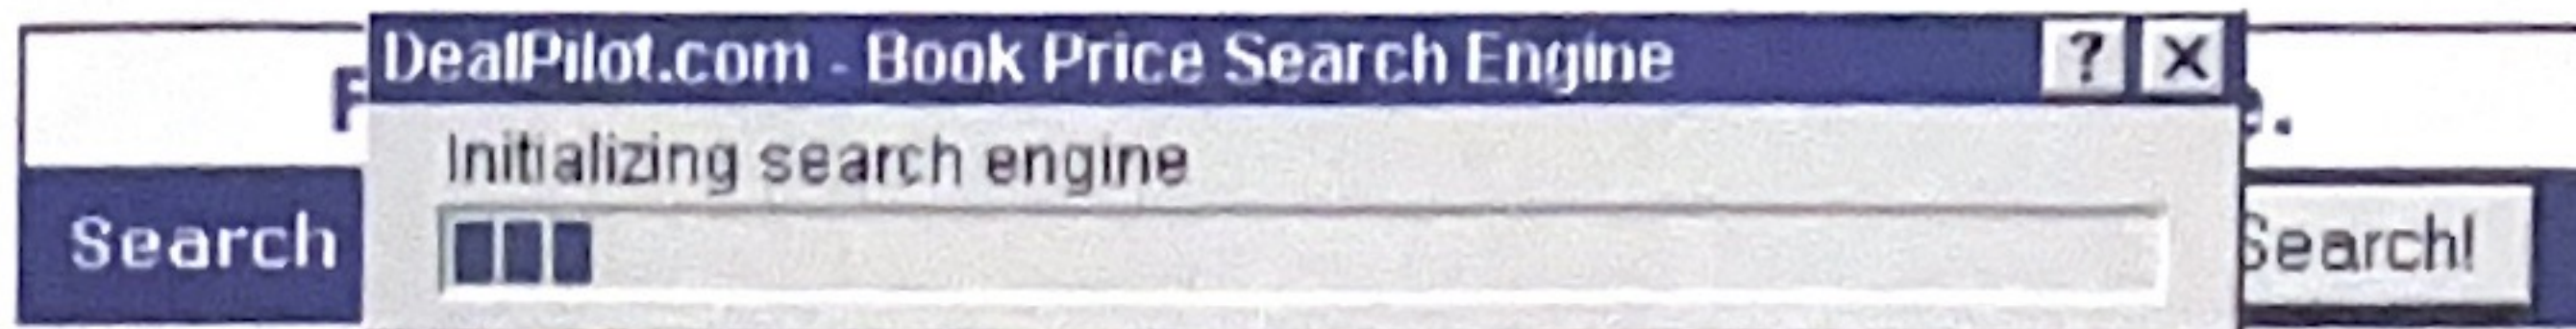 DealPilot.com - Book Price Search Engine ? X
Initializing search engine
Search
Search!